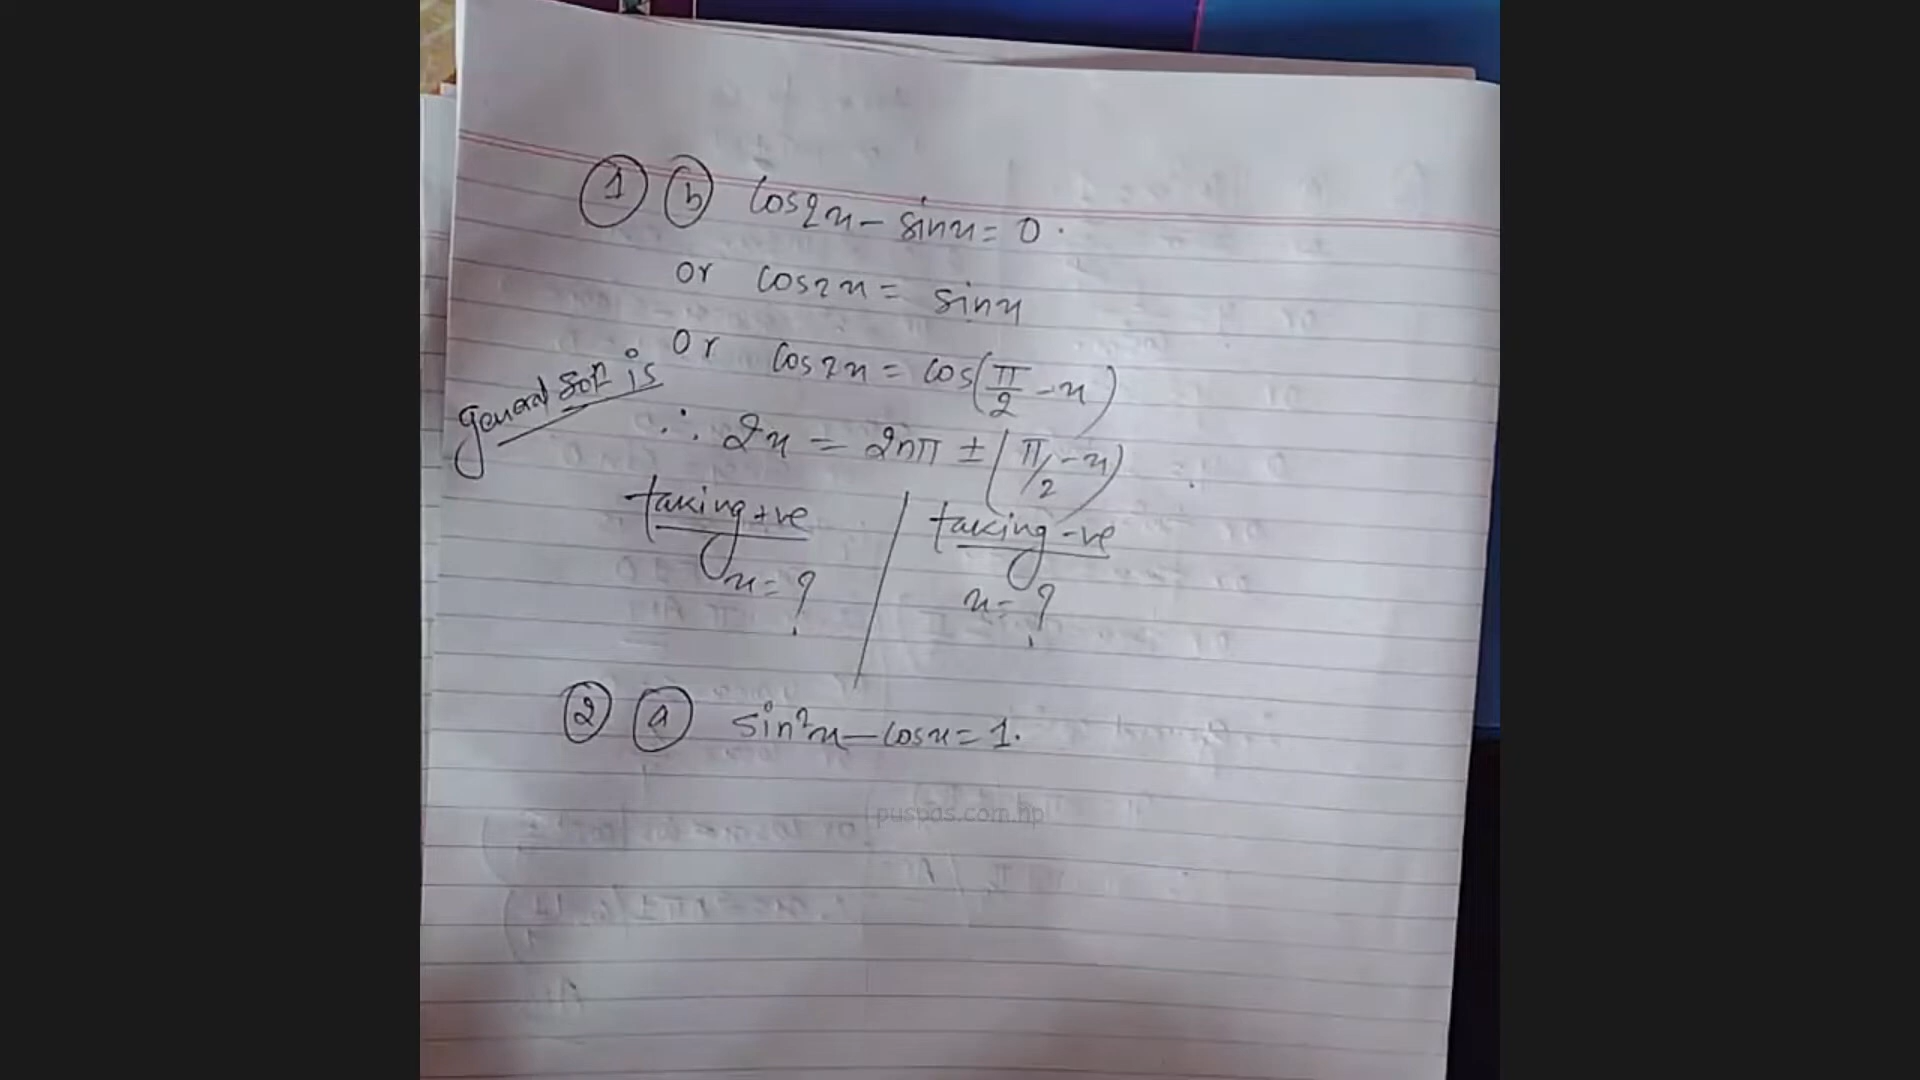 ① ⓑ cos2x - sinx = 0.
or cos2x = sinx
or cos2x = cos(π/2 - x)
general soln is
∴ 2x = 2nπ ± (π/2 - x)
taking +ve
x = ?
taking -ve
x = ?
② ⓐ sin²x - cosx = 1.
puspas.com.np